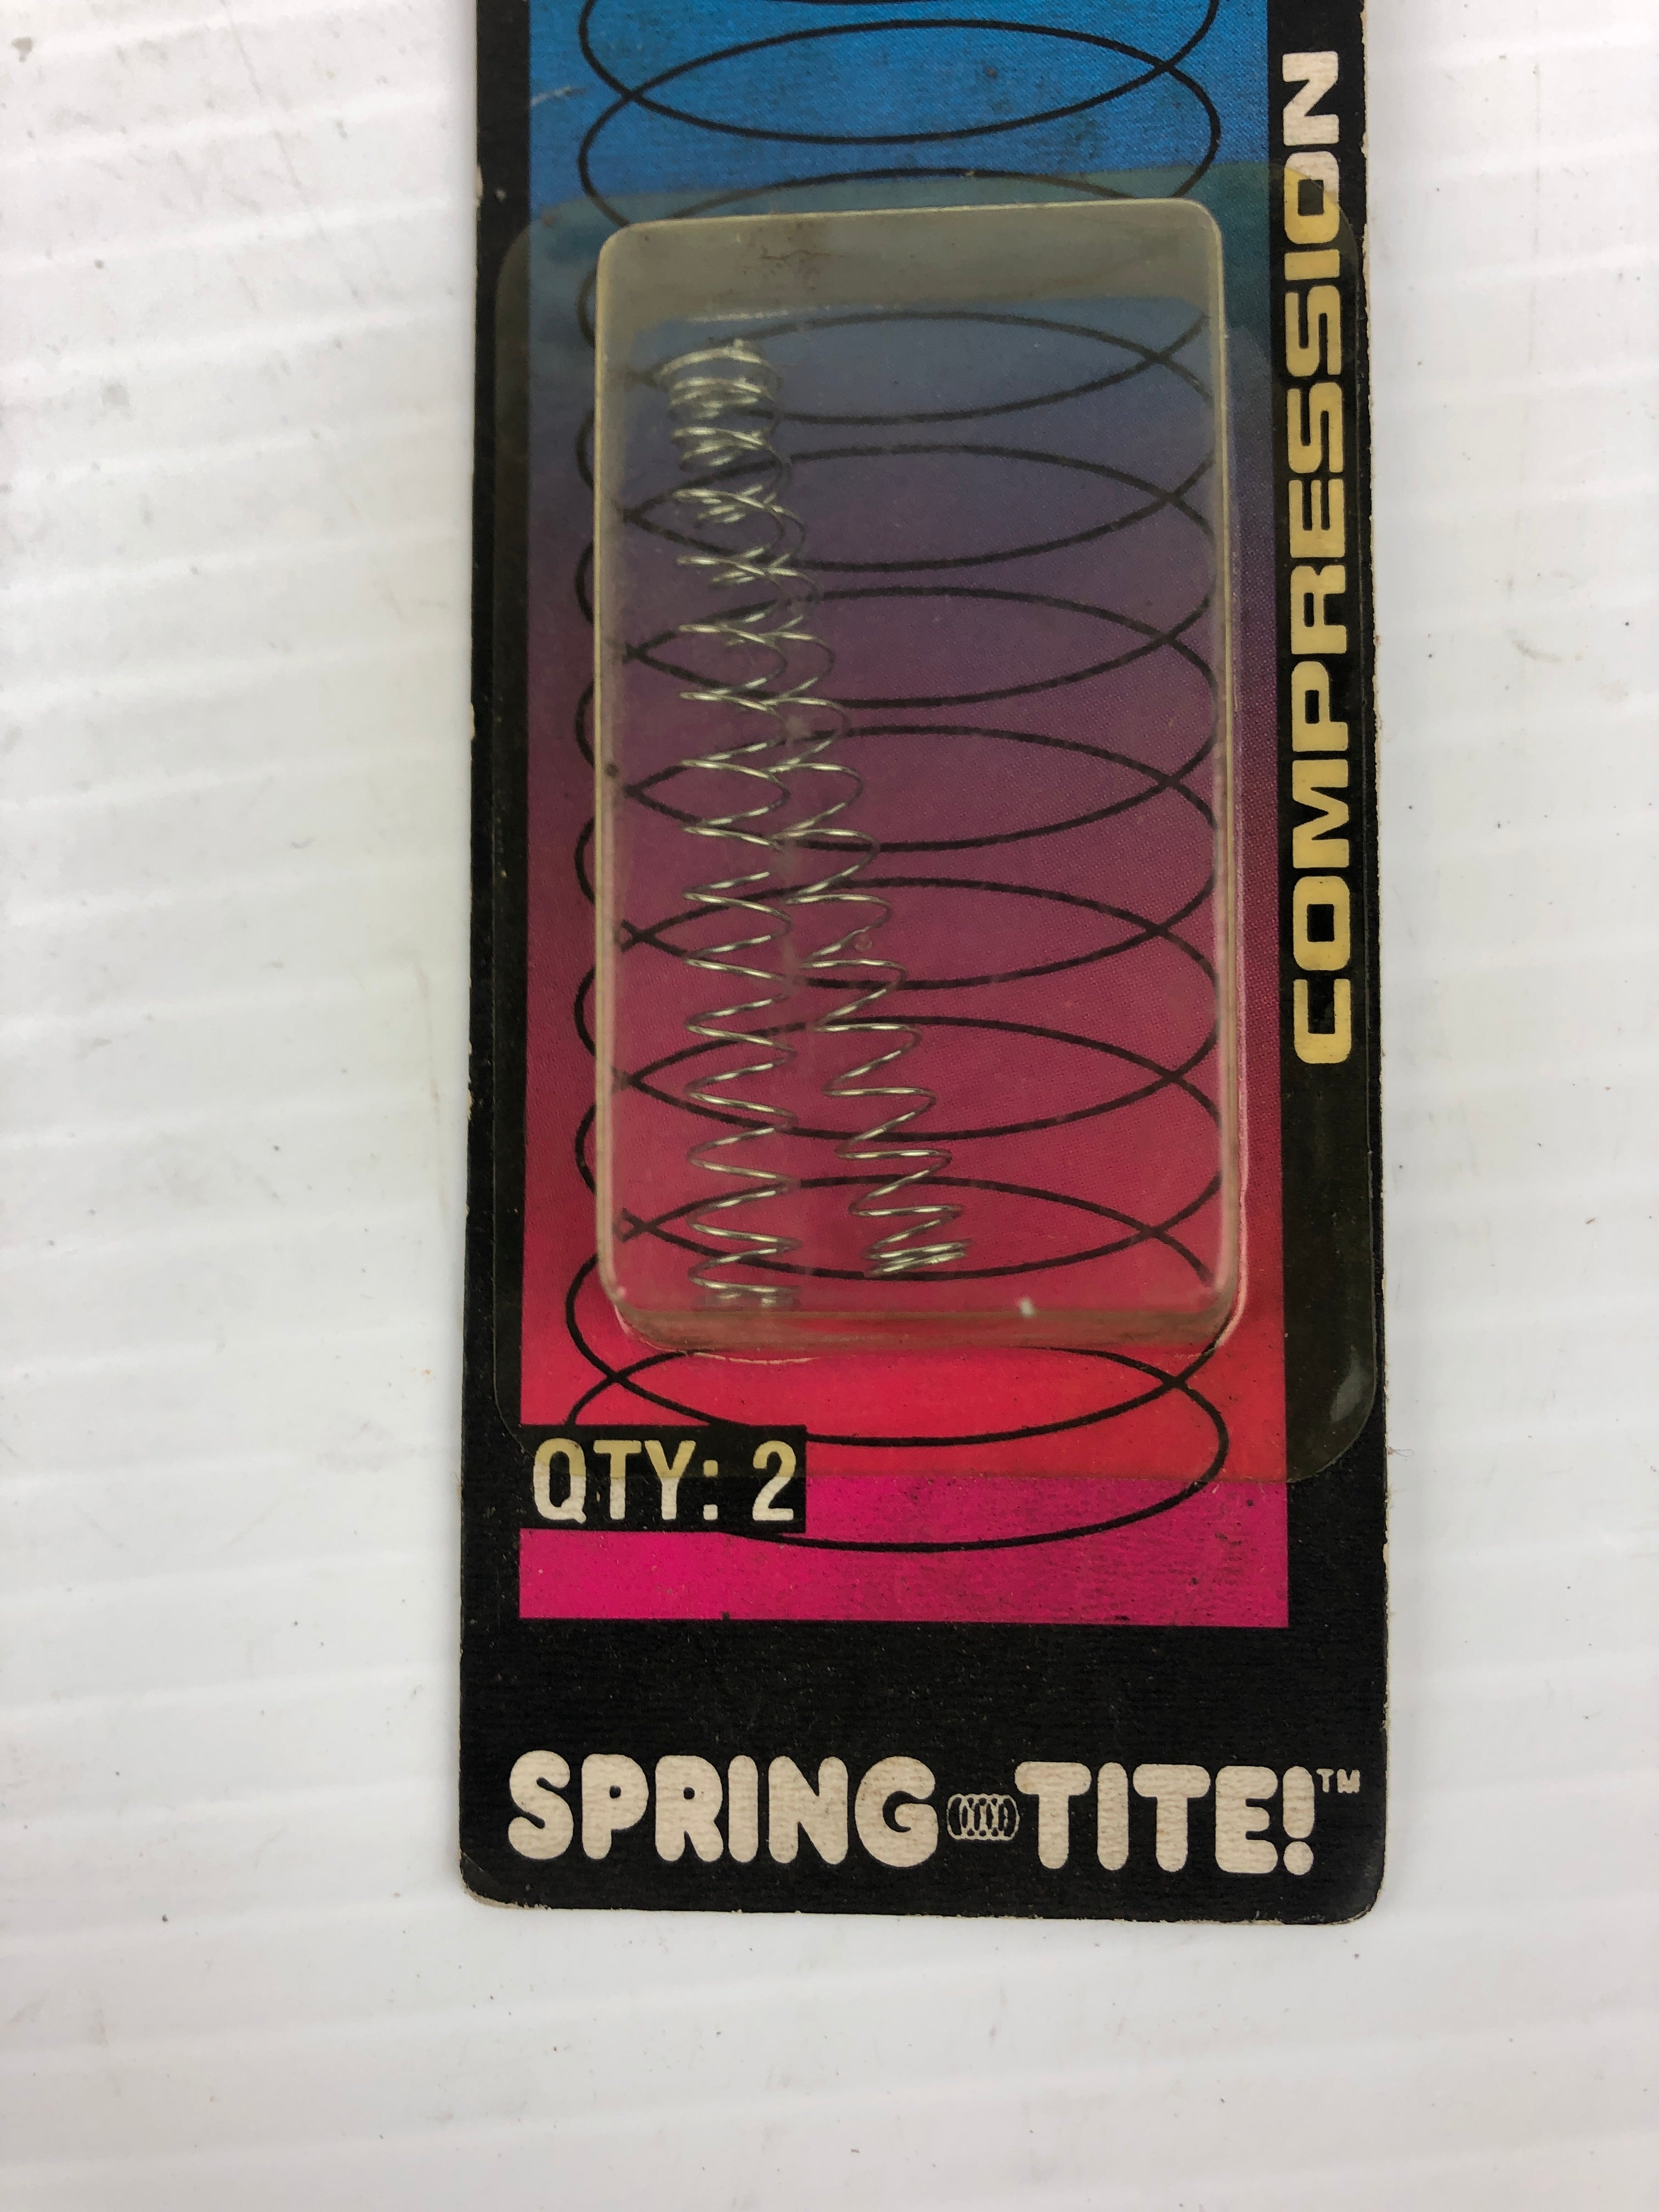 COMPRESSION
QTY: 2
SPRING-TITE!™